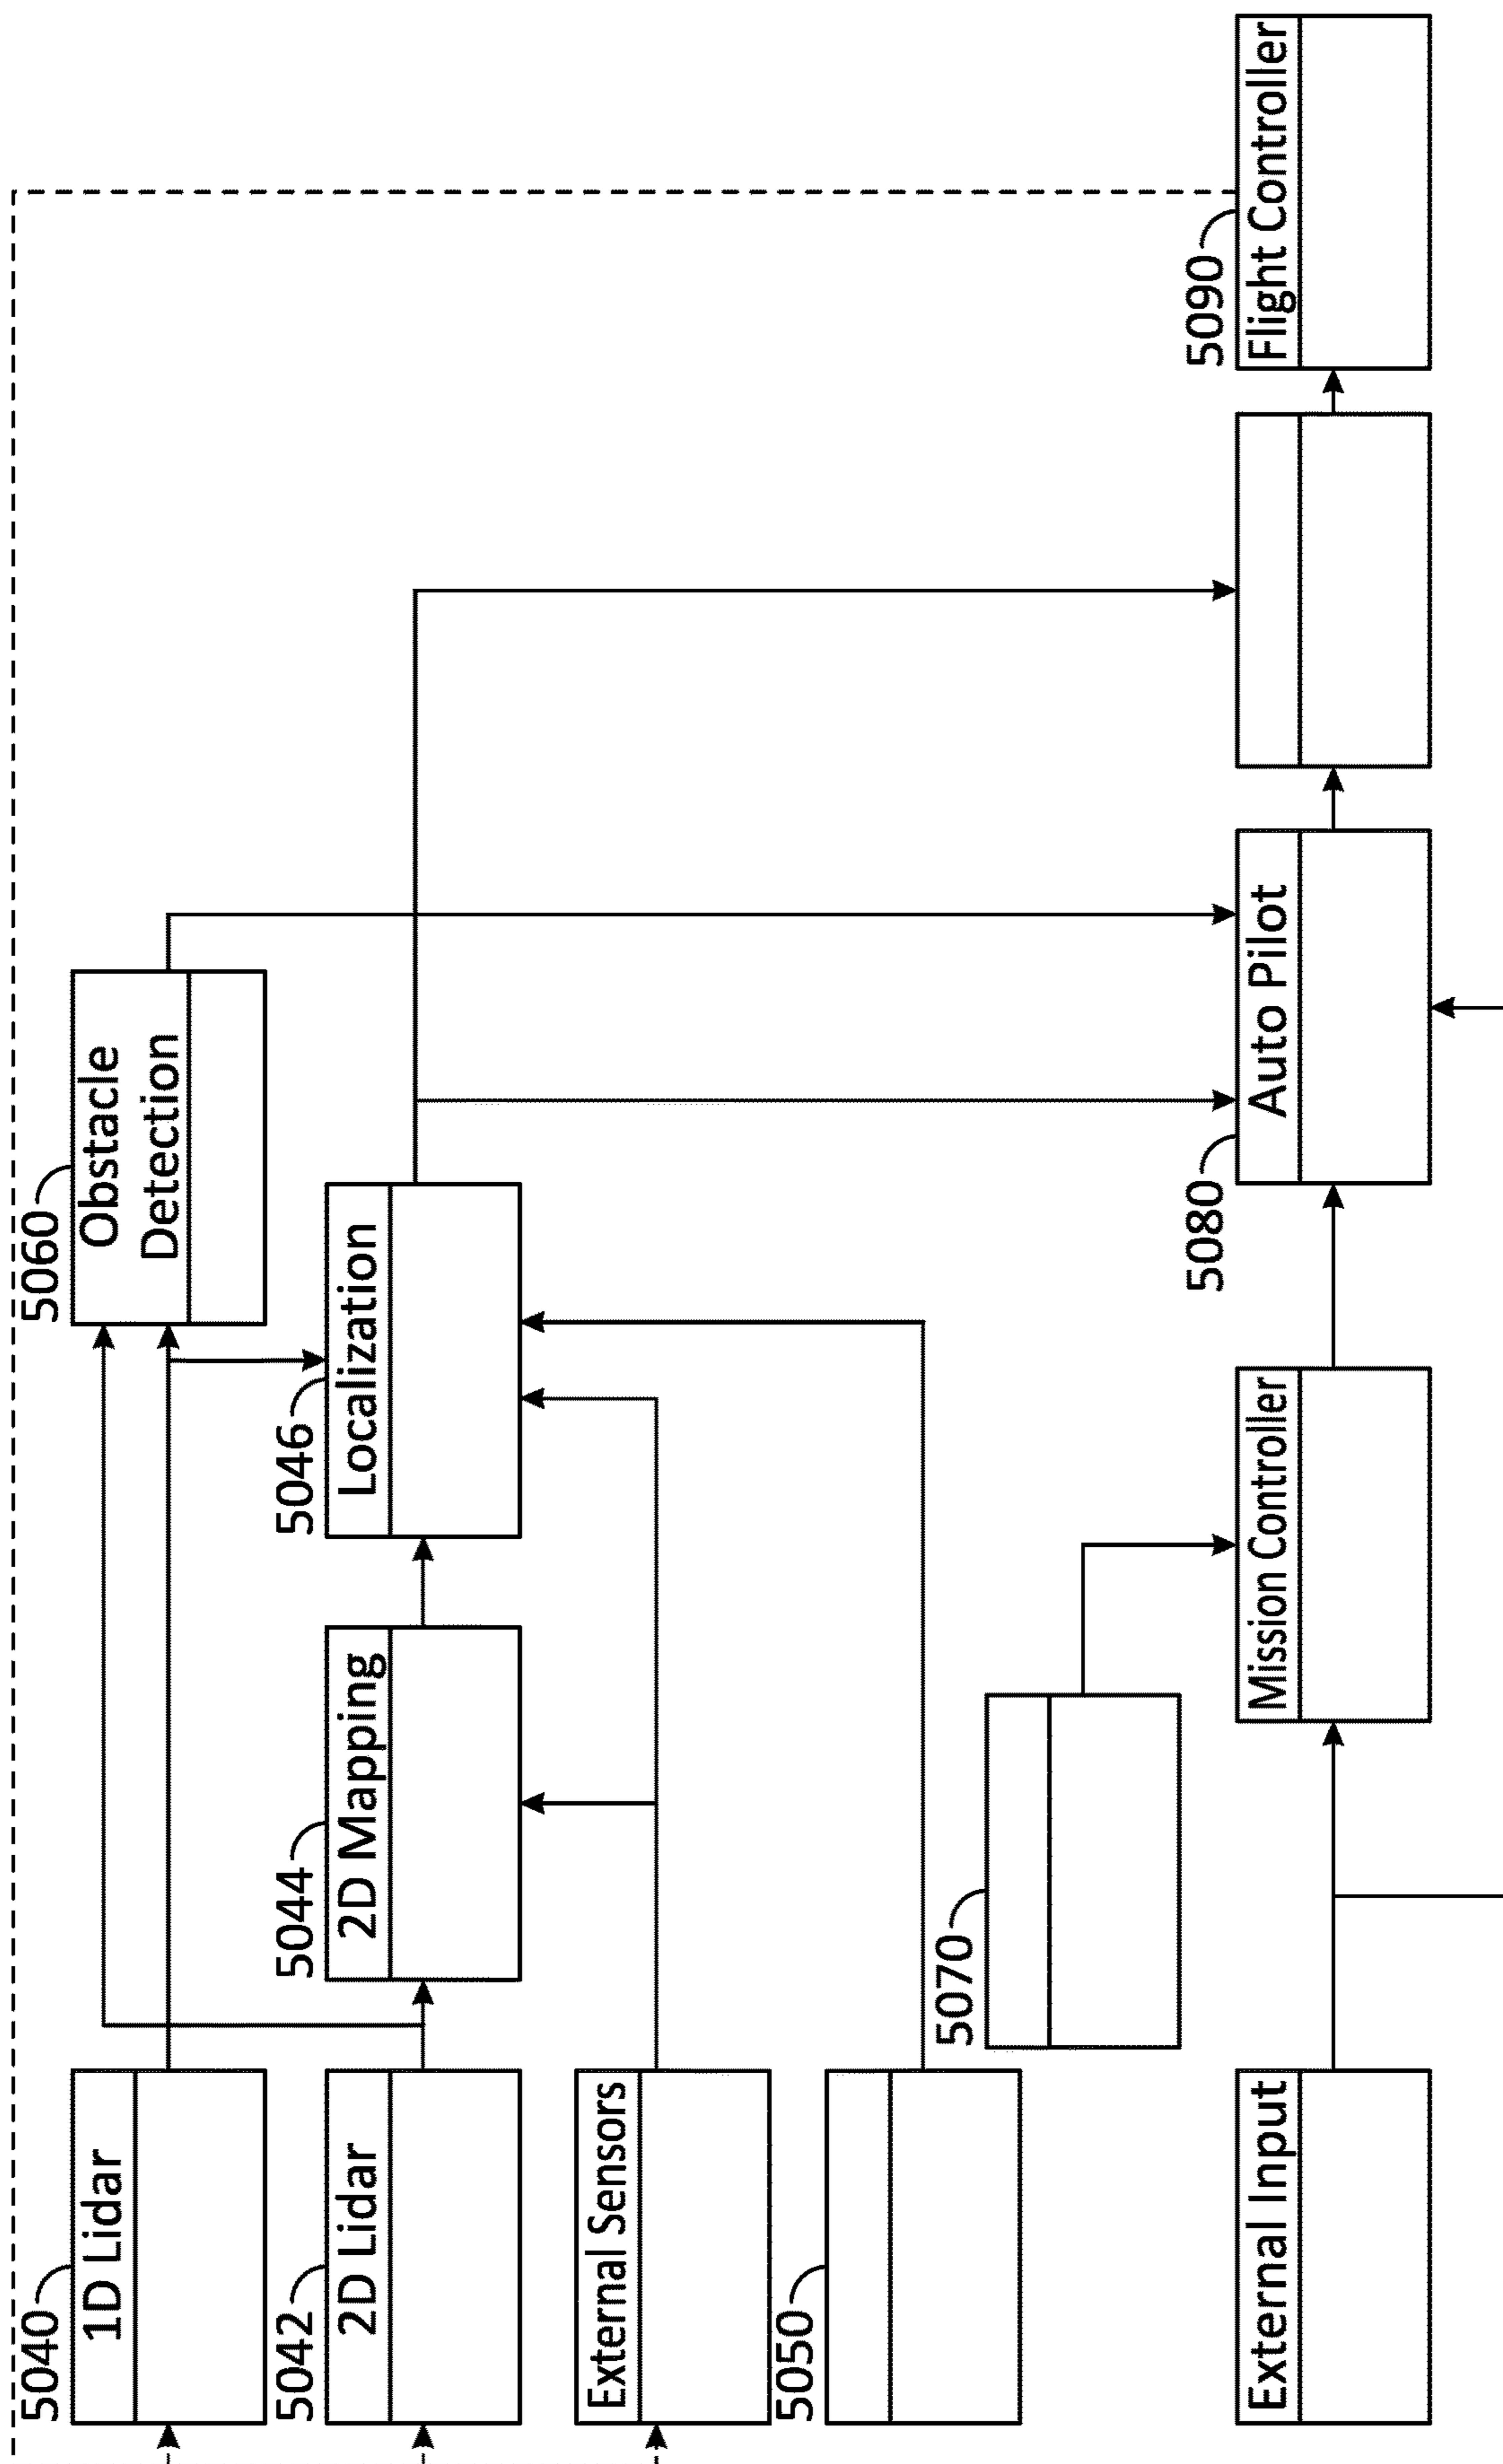 5040
1D Lidar
5060
Obstacle
Detection
5042
2D Lidar
5044
2D Mapping
5046
Localization
External Sensors
5050
5070
External Input
Mission Controller
5080
Auto Pilot
5090
Flight Controller